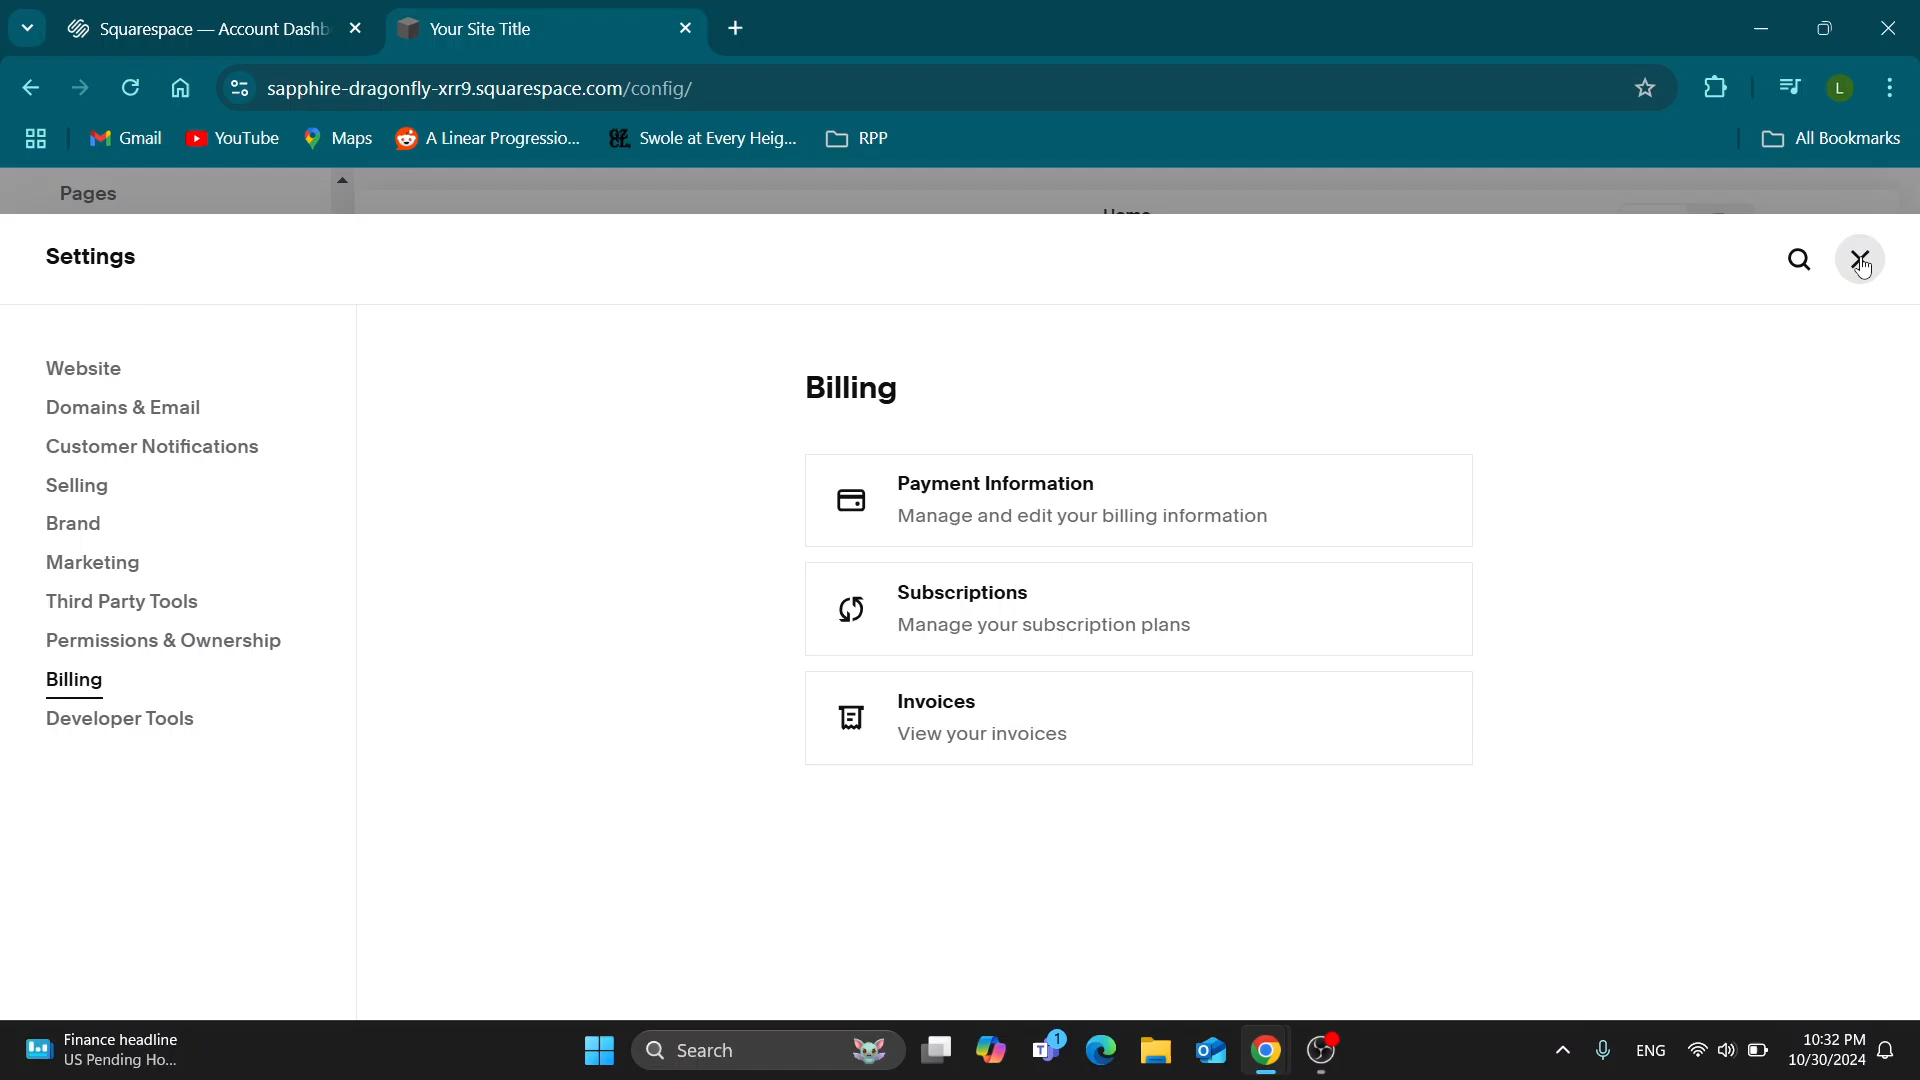 Squarespace — Account Dashb
Your Site Title
sapphire-dragonfly-xrr9.squarespace.com/config/
L
Gmail
YouTube
Maps
A Linear Progressio...
Swole at Every Heig...
RPP
All Bookmarks
Pages
Home
Settings
Website
Domains & Email
Customer Notifications
Selling
Brand
Marketing
Third Party Tools
Permissions & Ownership
Billing
Developer Tools
Billing
Payment Information
Manage and edit your billing information
Subscriptions
Manage your subscription plans
Invoices
View your invoices
Finance headline
US Pending Ho...
Search
1
ENG
10:32 PM
10/30/2024